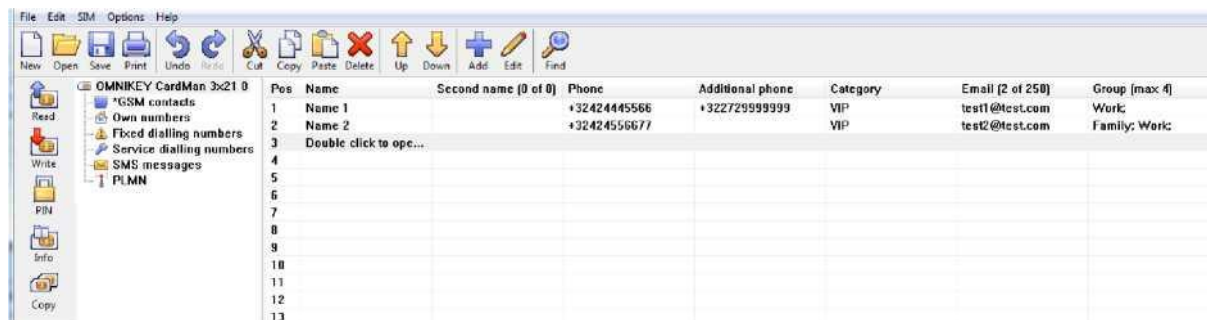 File Edit SIM Options Help
New Open Save Print Undo Redo Cut Copy Paste Delete Up Down Add Edit Find
Read
Write
PIN
Info
Copy
OMNIKEY CardMan 3x21 0
*GSM contacts
Own numbers
Fixed dialling numbers
Service dialling numbers
SMS messages
PLMN
Pos Name Second name (0 of 0) Phone Additional phone Category Email (2 of 250) Group (max 4)
1 Name 1 +32424445566 +322729999999 VIP test1@test.com Work;
2 Name 2 +32424556677 VIP test2@test.com Family; Work;
3 Double click to ope...
4
5
6
7
8
9
10
11
12
13